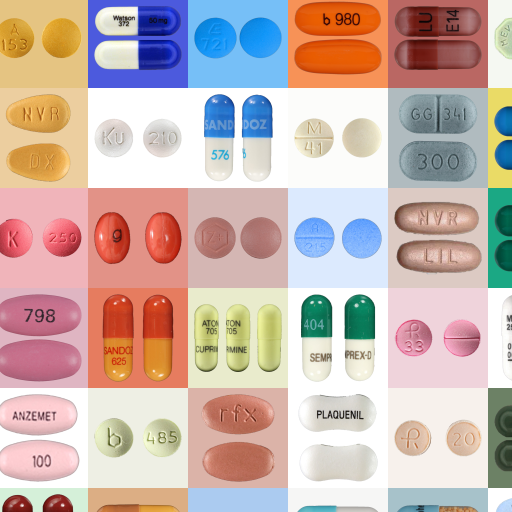 A
153
Watson
372
50 mg
721
b 980
LU
E14
NVR
DX
Ku
210
SANDOZ
576
M
41
GG 341
300
K
250
g
A
215
NVR
LIL
798
SANDOZ
625
ATON
705
CUPRIMINE
404
SEMPREX-D
R
33
ANZEMET
100
b
485
rfx
PLAQUENIL
R
20